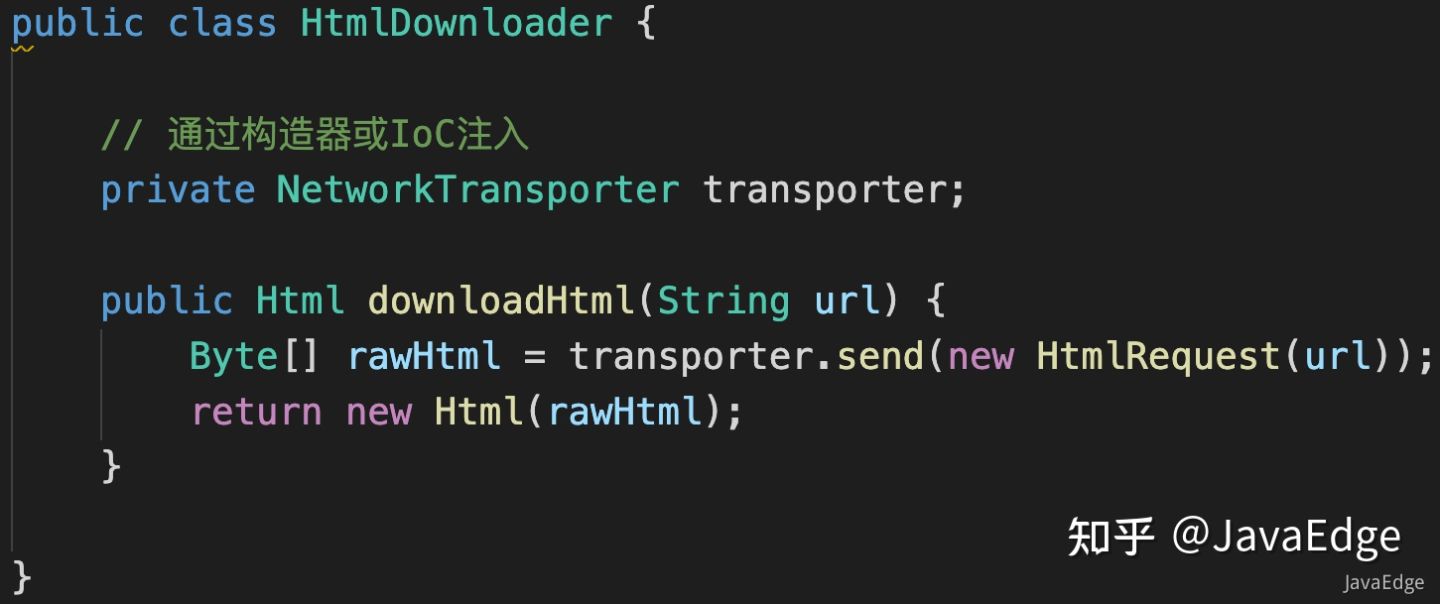 public class HtmlDownloader {
// 通过构造器或IoC注入
private NetworkTransporter transporter;
public Html downloadHtml(String url) {
Byte[] rawHtml = transporter.send(new HtmlRequest(url));
return new Html(rawHtml);
}
知乎 @JavaEdge
}
JavaEdge